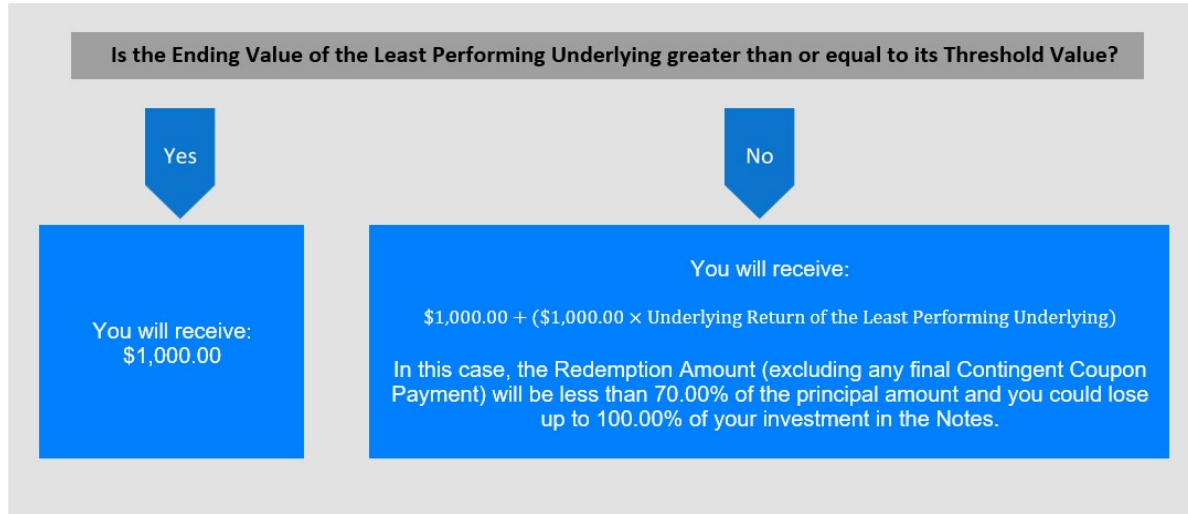 Is the Ending Value of the Least Performing Underlying greater than or equal to its Threshold Value?
Yes
No
You will receive:
$1,000.00
You will receive:
$1,000.00 + ($1,000.00 × Underlying Return of the Least Performing Underlying)
In this case, the Redemption Amount (excluding any final Contingent Coupon
Payment) will be less than 70.00% of the principal amount and you could lose
up to 100.00% of your investment in the Notes.